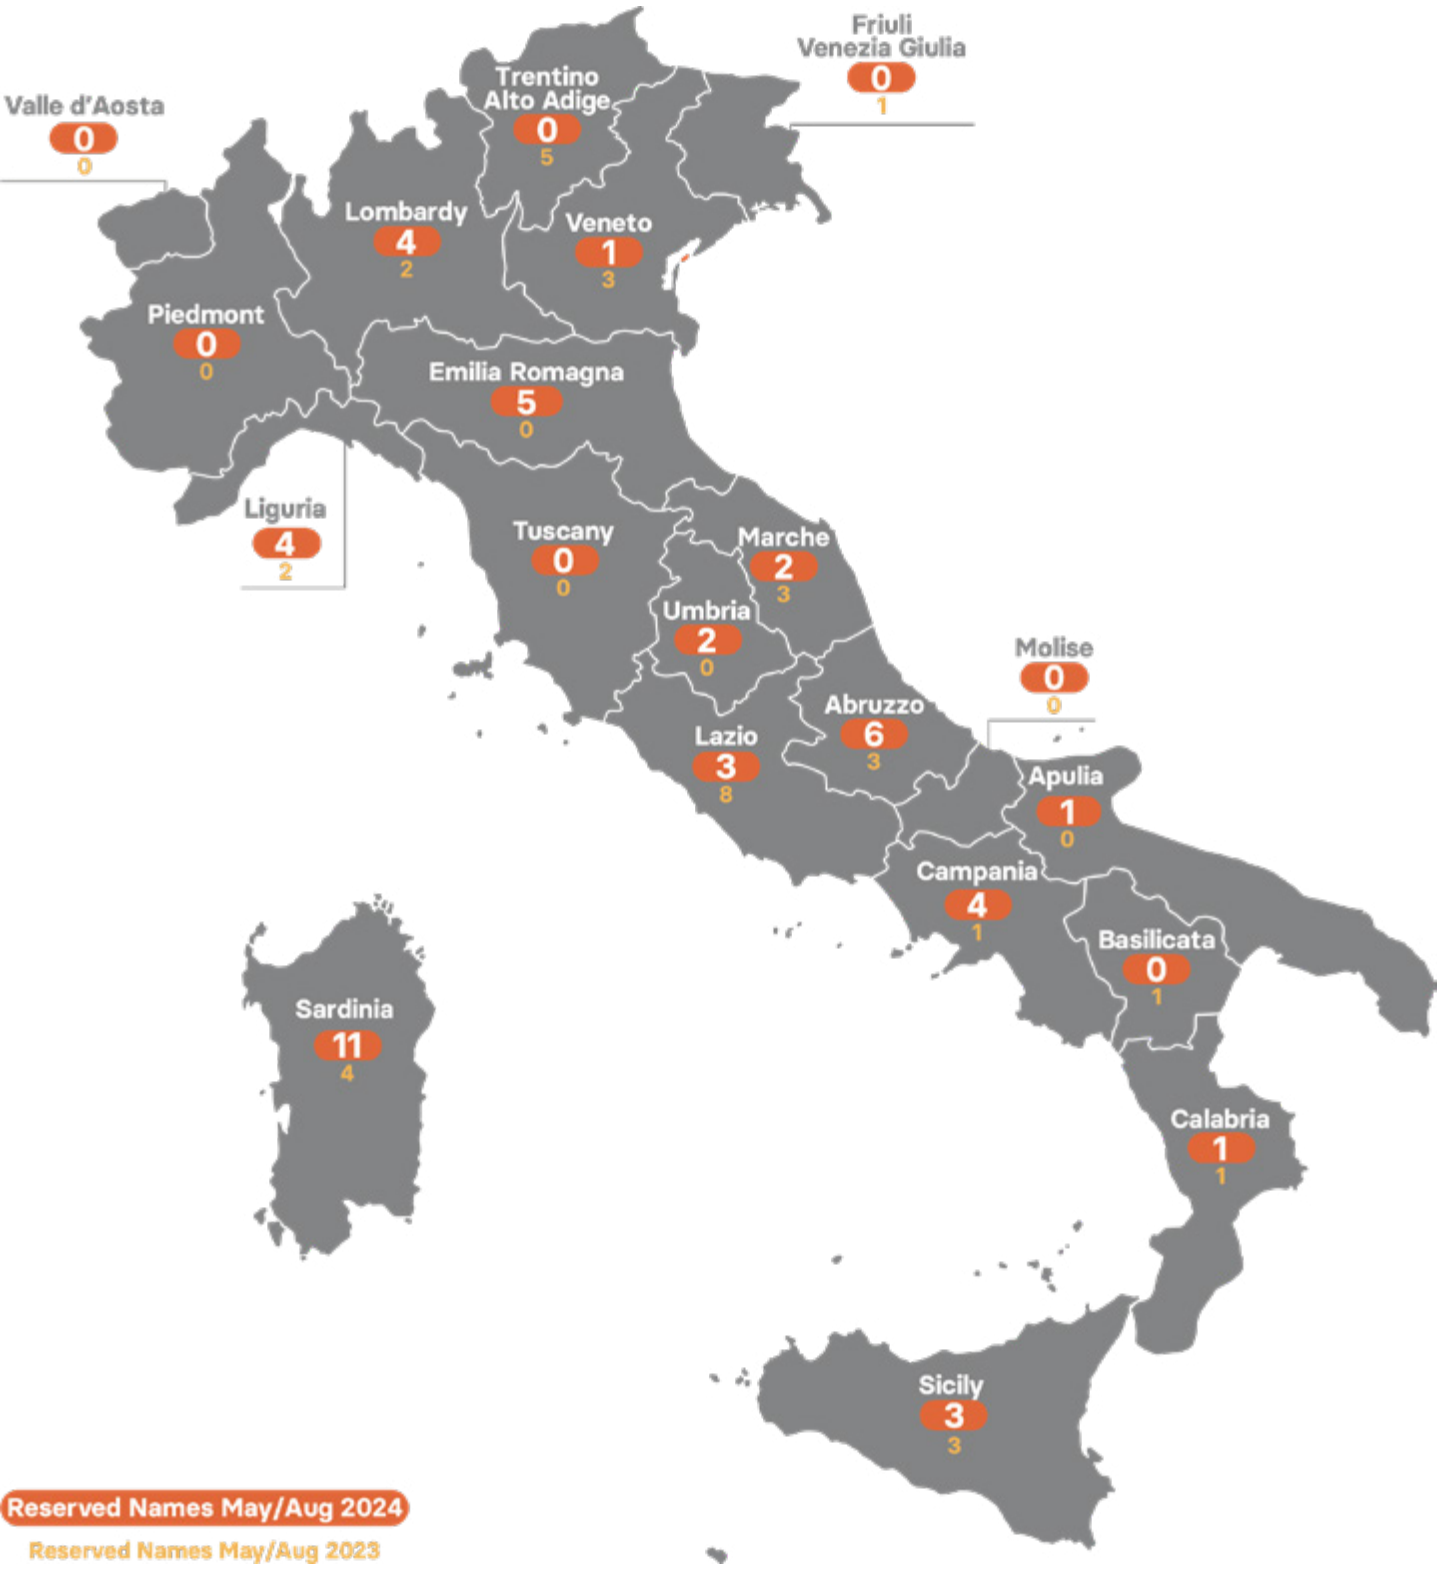 Friuli
Venezia Giulia
0
1
Trentino
Alto Adige
0
5
Valle d'Aosta
0
0
Lombardy
4
2
Veneto
1
3
Piedmont
0
0
Emilia Romagna
5
0
Liguria
4
2
Tuscany
0
0
Marche
2
3
Umbria
2
0
Molise
0
0
Abruzzo
6
3
Lazio
3
8
Apulia
1
0
Campania
4
1
Basilicata
0
1
Sardinia
11
4
Calabria
1
1
Sicily
3
3
Reserved Names May/Aug 2024
Reserved Names May/Aug 2023